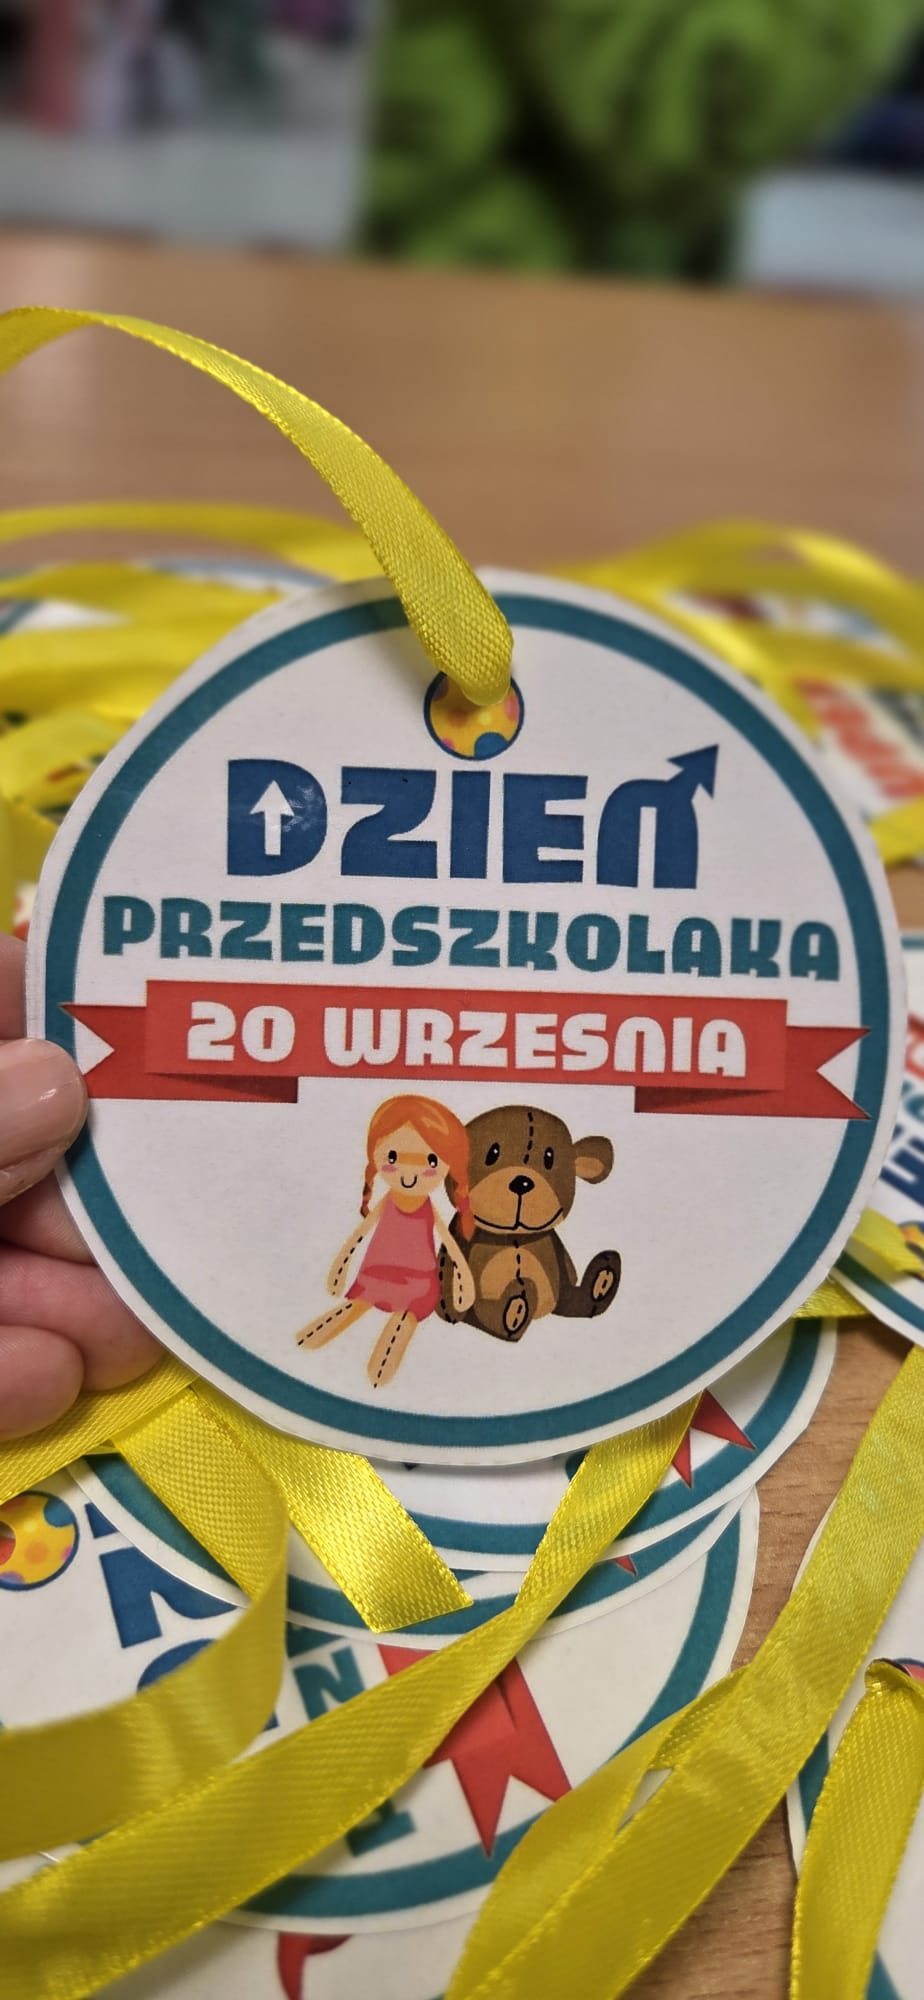 DZIEń
PRZEDSZKOLAKA
20 WRZESNIA